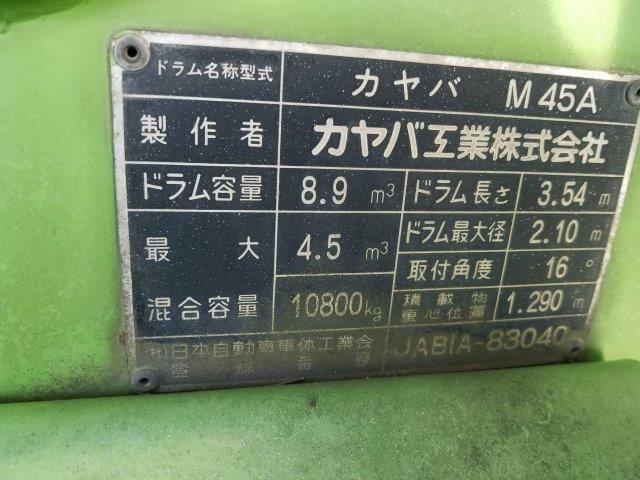 ドラム名称型式 カヤバ M 45A
製作者 カヤバ工業株式会社
ドラム容量 8.9 m³ ドラム長さ 3.54 m
最大 4.5 m³ ドラム最大径 2.10 m
取付角度 16°
混合容量 10800kg 積載物重心位置 1.290 m
(社)日本自動車車体工業会
登録番号 JABIA-83040